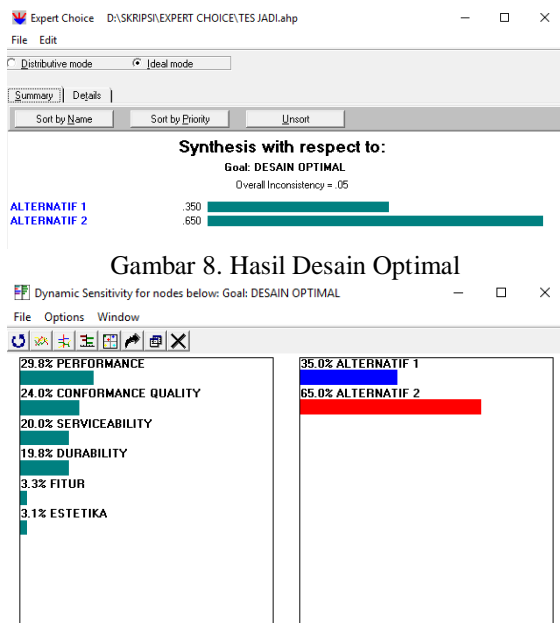 Expert Choice D:\SKRIPSI\EXPERT CHOICE\TES JADI.ahp
File Edit
Distributive mode Ideal mode
Summary Details
Sort by Name Sort by Priority Unsort
Synthesis with respect to:
Goal: DESAIN OPTIMAL
Overall Inconsistency = .05
ALTERNATIF 1 .350
ALTERNATIF 2 .650
Gambar 8. Hasil Desain Optimal
Dynamic Sensitivity for nodes below: Goal: DESAIN OPTIMAL
File Options Window
29.8% PERFORMANCE
24.0% CONFORMANCE QUALITY
20.0% SERVICEABILITY
19.8% DURABILITY
3.3% FITUR
3.1% ESTETIKA
35.0% ALTERNATIF 1
65.0% ALTERNATIF 2